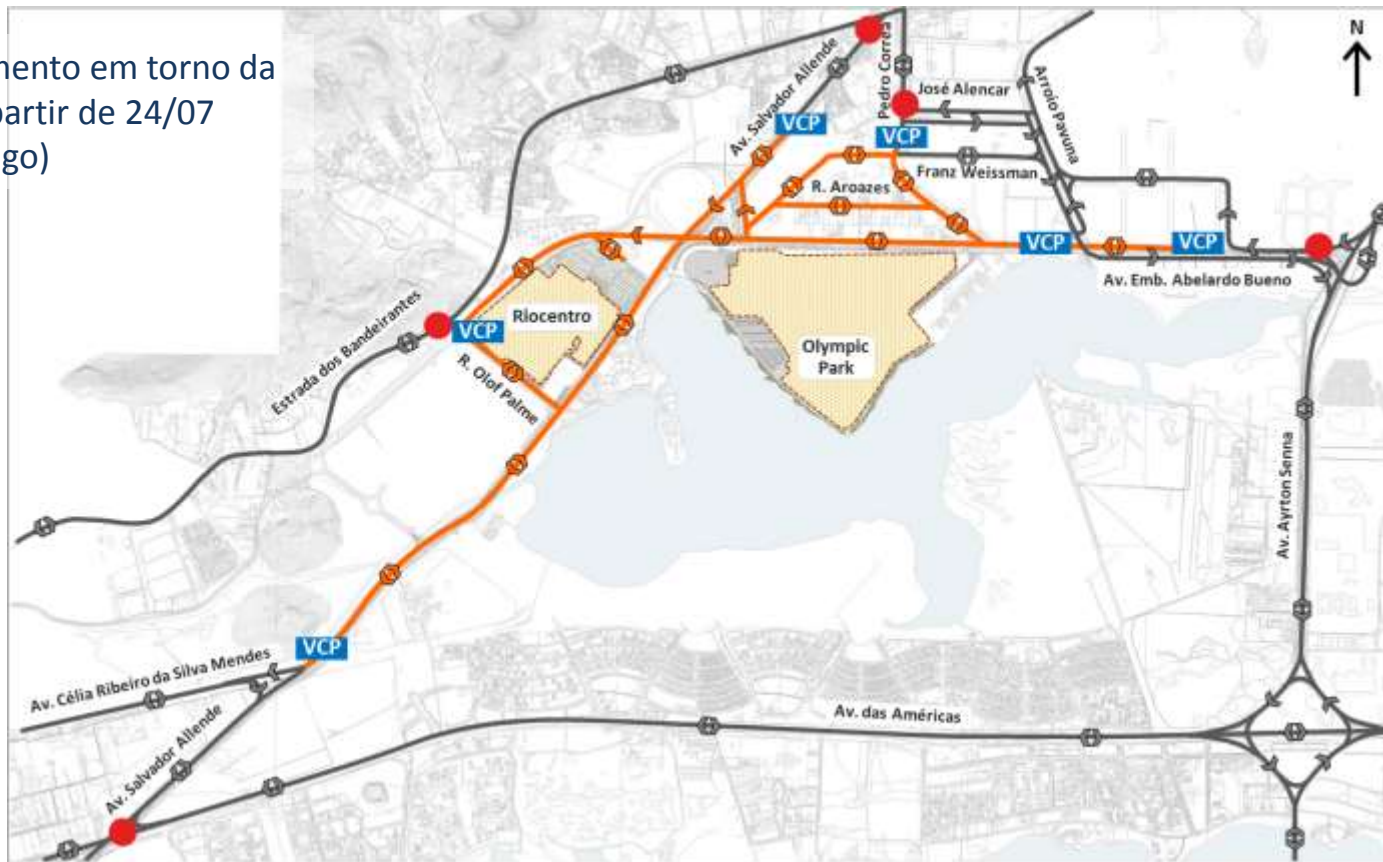 mento em torno da
partir de 24/07
go)
N
Av. Salvador Allende
Pedro Correa
José Alencar
Arroio Pavuna
VCP
VCP
Franz Weissman
R. Aroazes
VCP
VCP
Av. Emb. Abelardo Bueno
Estrada dos Bandeirantes
VCP
Riocentro
R. Olof Palme
Olympic
Park
Av. Ayrton Senna
VCP
Av. Célia Ribeiro da Silva Mendes
Av. Salvador Allende
Av. das Américas